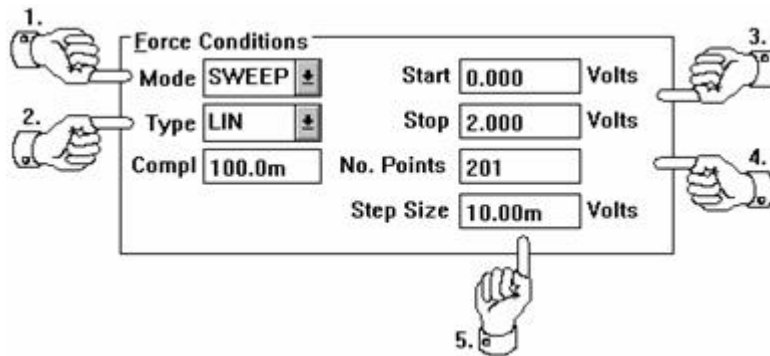 1.
Force Conditions
3.
Mode SWEEP Start 0.000 Volts
2.
Type LIN Stop 2.000 Volts
4.
Compl 100.0m No. Points 201
Step Size 10.00m Volts
5.